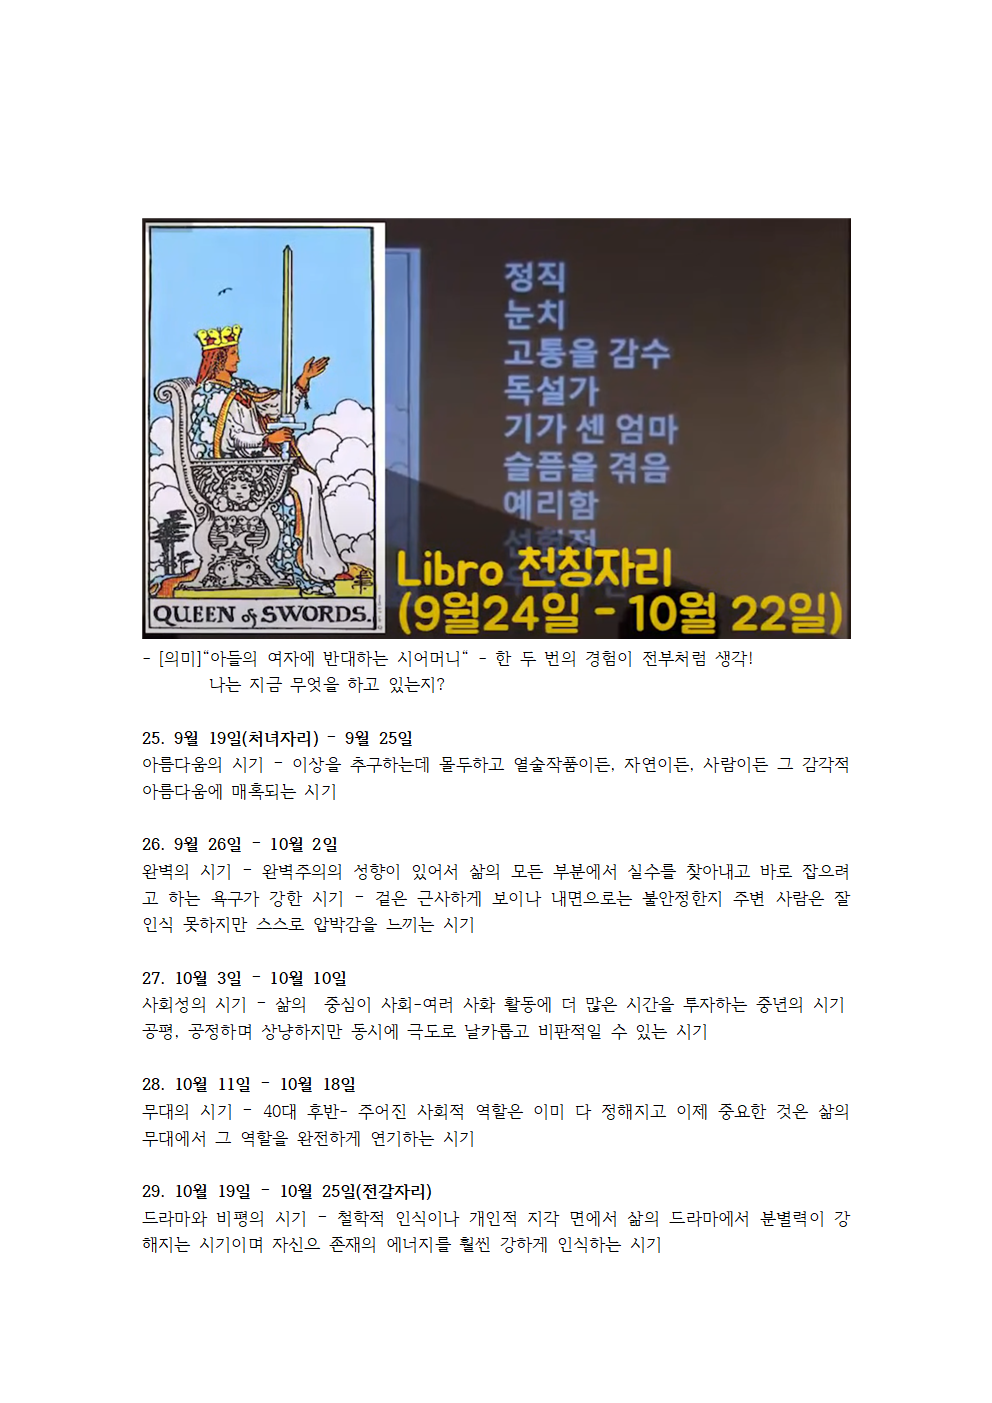 정직
눈치
고통을 감수
독설가
기가 센 엄마
슬픔을 겪음
예리함
Libro 천칭자리
(9월24일 - 10월 22일)
QUEEN of SWORDS.
- [의미]“아들의 여자에 반대하는 시어머니“ - 한 두 번의 경험이 전부처럼 생각!
나는 지금 무엇을 하고 있는지?
25. 9월 19일(처녀자리) - 9월 25일
아름다움의 시기 - 이상을 추구하는데 몰두하고 열술작품이든, 자연이든, 사람이든 그 감각적
아름다움에 매혹되는 시기
26. 9월 26일 - 10월 2일
완벽의 시기 - 완벽주의의 성향이 있어서 삶의 모든 부분에서 실수를 찾아내고 바로 잡으려
고 하는 욕구가 강한 시기 - 겉은 근사하게 보이나 내면으로는 불안정한지 주변 사람은 잘
인식 못하지만 스스로 압박감을 느끼는 시기
27. 10월 3일 - 10월 10일
사회성의 시기 - 삶의 중심이 사회-여러 사화 활동에 더 많은 시간을 투자하는 중년의 시기
공평, 공정하며 상냥하지만 동시에 극도로 날카롭고 비판적일 수 있는 시기
28. 10월 11일 - 10월 18일
무대의 시기 - 40대 후반- 주어진 사회적 역할은 이미 다 정해지고 이제 중요한 것은 삶의
무대에서 그 역할을 완전하게 연기하는 시기
29. 10월 19일 - 10월 25일(전갈자리)
드라마와 비평의 시기 - 철학적 인식이나 개인적 지각 면에서 삶의 드라마에서 분별력이 강
해지는 시기이며 자신으 존재의 에너지를 훨씬 강하게 인식하는 시기